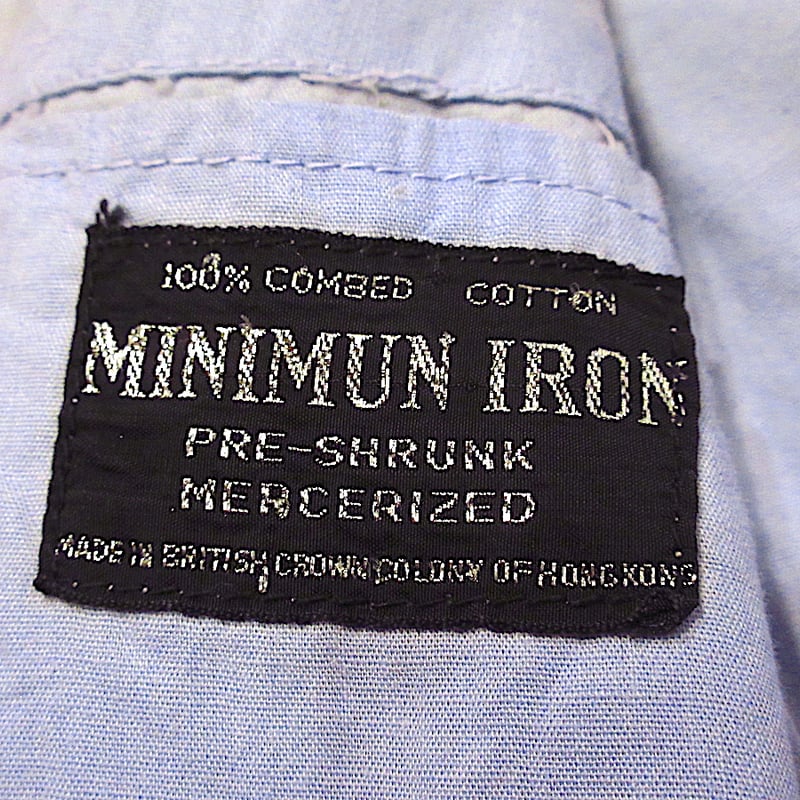 100% COMBED COTTON
MINIMUN IRON
PRE-SHRUNK
MERCERIZED
MADE IN BRITISH CROWN COLONY OF HONG KONG